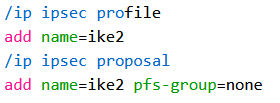 /ip ipsec profile
add name=ike2
/ip ipsec proposal
add name=ike2 pfs-group=none